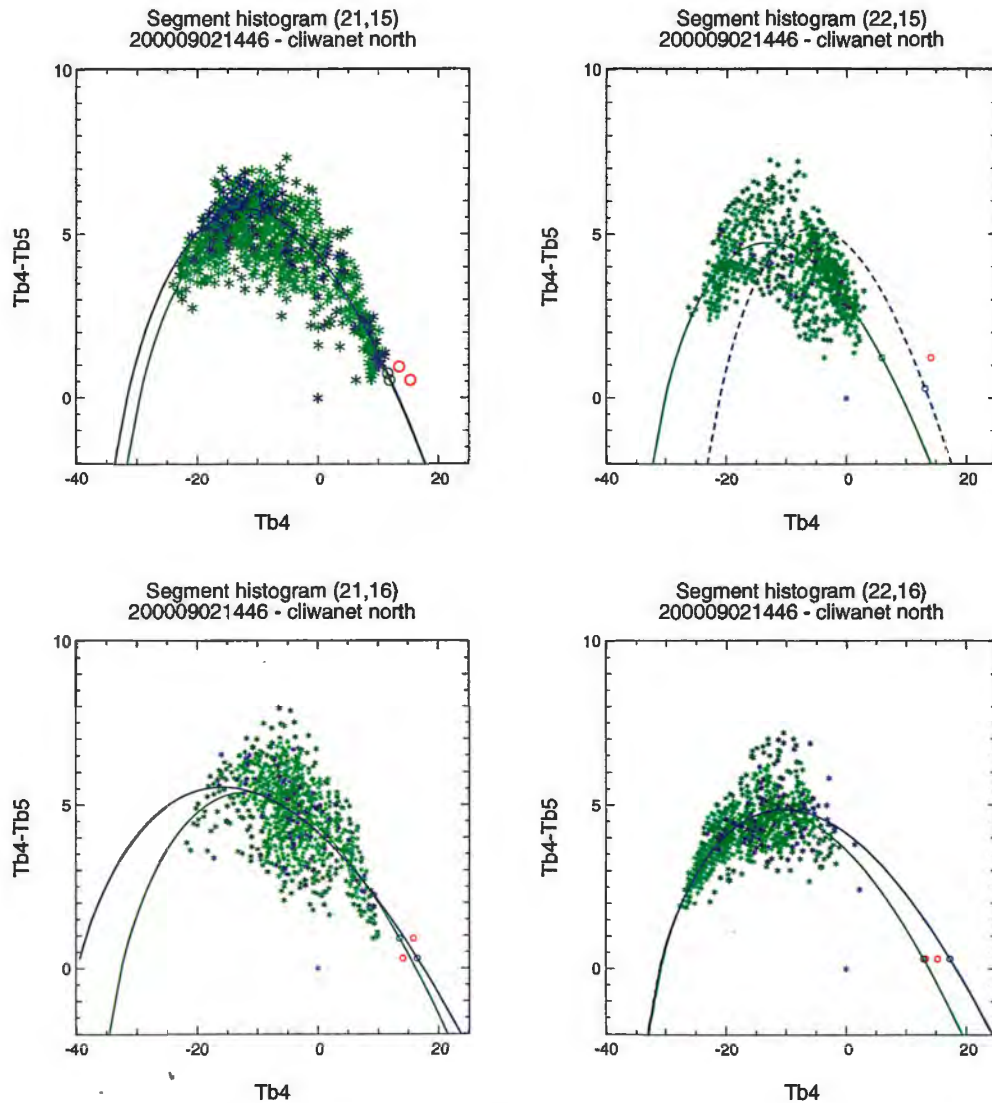 Segment histogram (21,15)
200009021446 - cliwanet north
10
5
0
-40
-20
0
20
Tb4-Tb5
Tb4
Segment histogram (22,15)
200009021446 - cliwanet north
10
5
0
-40
-20
0
20
Tb4-Tb5
Tb4
Segment histogram (21,16)
200009021446 - cliwanet north
10
5
0
-40
-20
0
20
Tb4-Tb5
Tb4
Segment histogram (22,16)
200009021446 - cliwanet north
10
5
0
-40
-20
0
20
Tb4-Tb5
Tb4